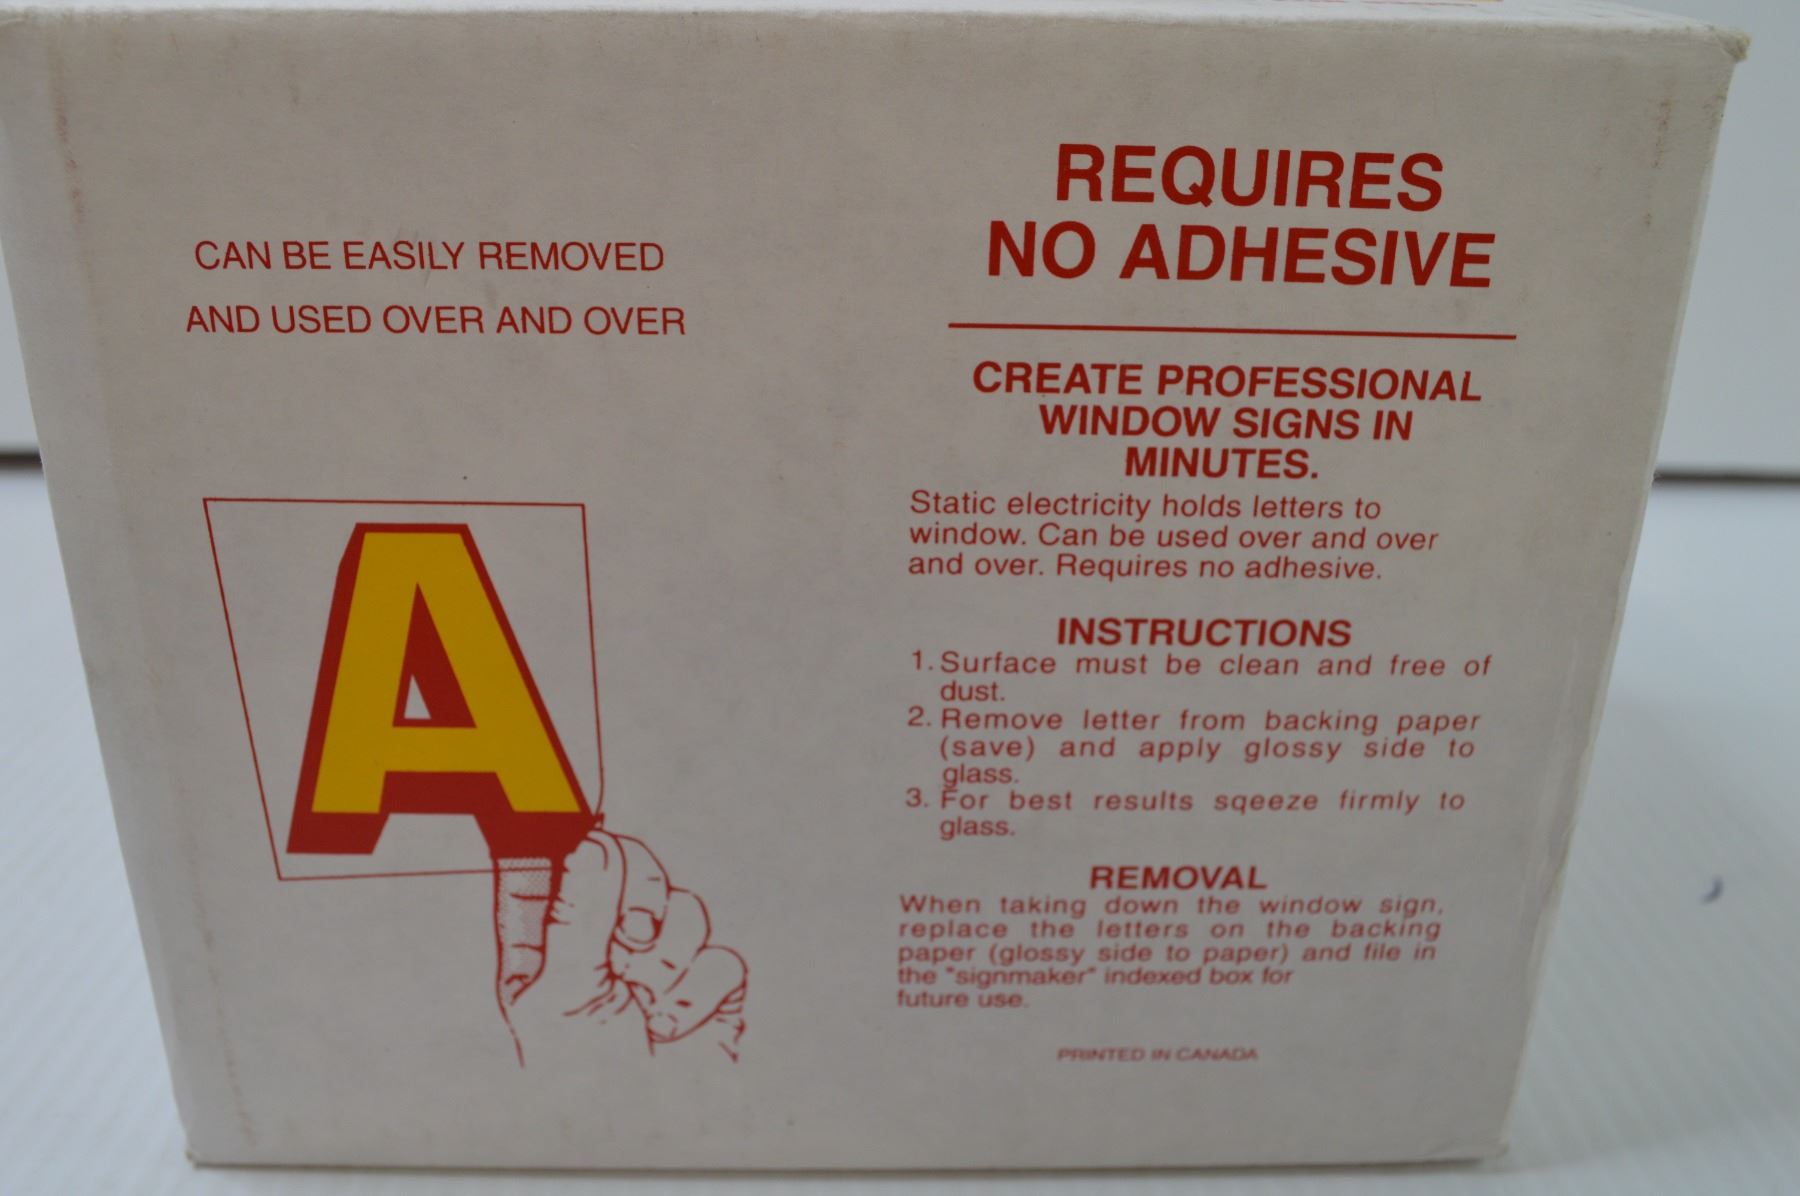 CAN BE EASILY REMOVED
AND USED OVER AND OVER
A
REQUIRES
NO ADHESIVE
CREATE PROFESSIONAL
WINDOW SIGNS IN
MINUTES.
Static electricity holds letters to
window. Can be used over and over
and over. Requires no adhesive.
INSTRUCTIONS
1. Surface must be clean and free of
dust.
2. Remove letter from backing paper
(save) and apply glossy side to
glass.
3. For best results sqeeze firmly to
glass.
REMOVAL
When taking down the window sign,
replace the letters on the backing
paper (glossy side to paper) and file in
the "signmaker" indexed box for
future use.
PRINTED IN CANADA